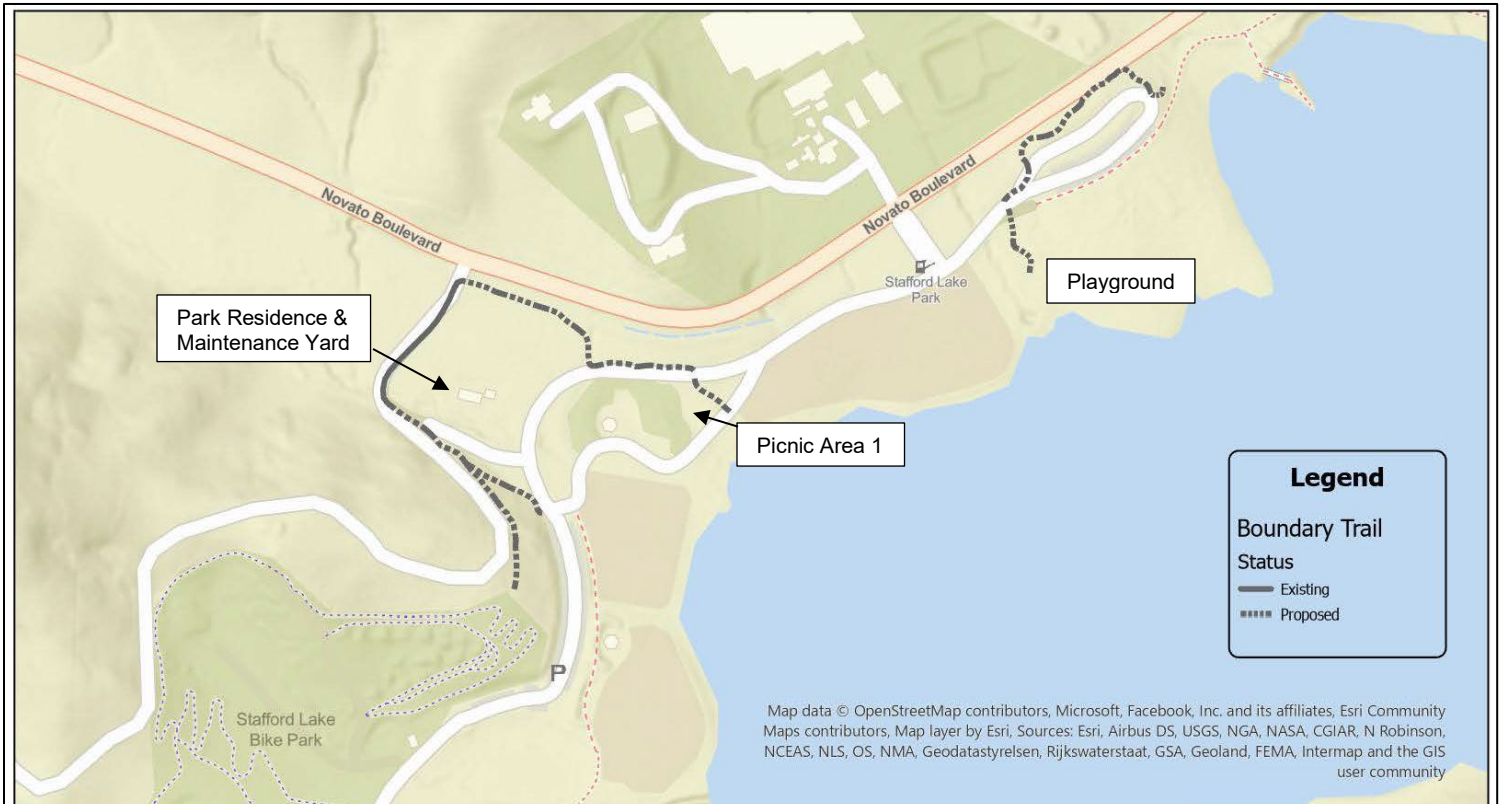 Novato Boulevard
Novato Boulevard
Stafford Lake
Park
Playground
Park Residence &
Maintenance Yard
Picnic Area 1
P
Stafford Lake
Bike Park
Legend
Boundary Trail
Status
Existing
Proposed
Map data © OpenStreetMap contributors, Microsoft, Facebook, Inc. and its affiliates, Esri Community
Maps contributors, Map layer by Esri, Sources: Esri, Airbus DS, USGS, NGA, NASA, CGIAR, N Robinson,
NCEAS, NLS, OS, NMA, Geodatastyrelsen, Rijkswaterstaat, GSA, Geoland, FEMA, Intermap and the GIS
user community